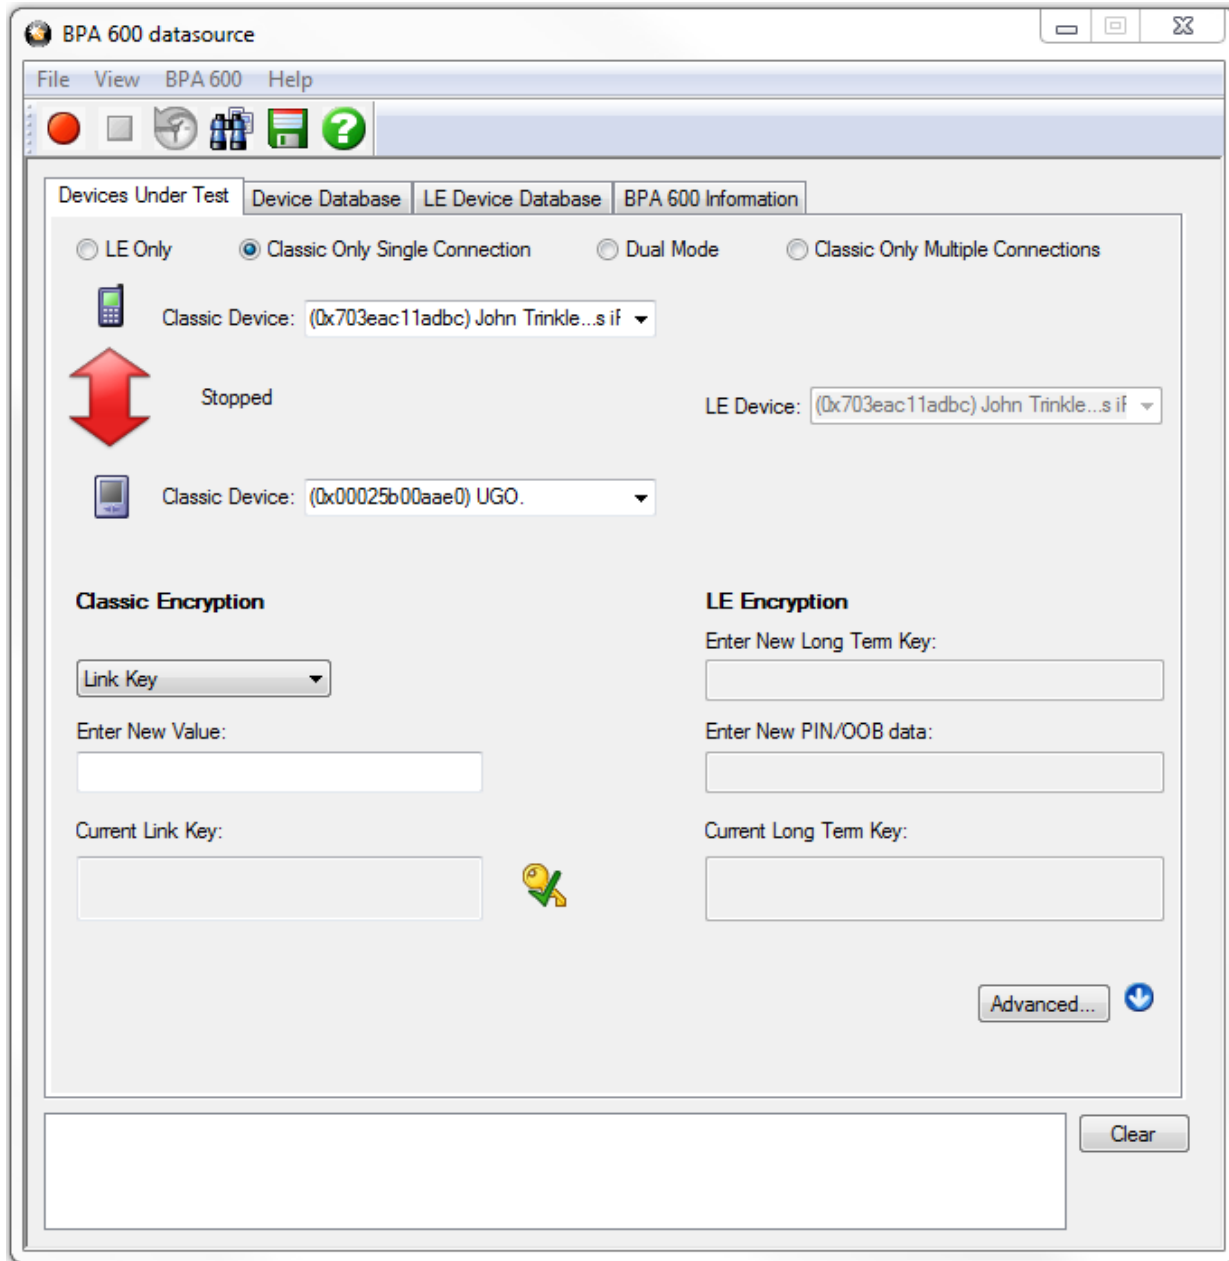 BPA 600 datasource
File View BPA 600 Help
Devices Under Test Device Database LE Device Database BPA 600 Information
LE Only Classic Only Single Connection Dual Mode Classic Only Multiple Connections
Classic Device: (0x703eac11adbc) John Trinkle...s iF
Stopped
LE Device: (0x703eac11adbc) John Trinkle...s iF
Classic Device: (0x00025b00aae0) UGO.
Classic Encryption LE Encryption
Enter New Long Term Key:
Link Key
Enter New Value: Enter New PIN/OOB data:
Current Link Key: Current Long Term Key:
Advanced...
Clear